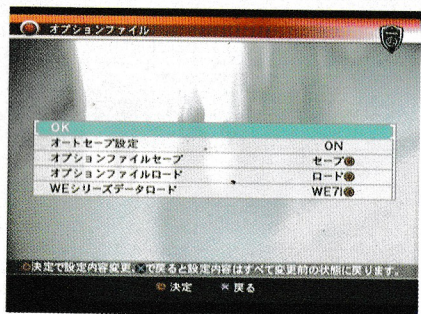 オプションファイル
OK
オートセーブ設定 ON
オプションファイルセーブ セーブ
オプションファイルロード ロード
WEシリーズデータロード WE7I
決定で設定内容変更、で戻ると設定内容はすべて変更前の状態に戻ります。
決定 戻る